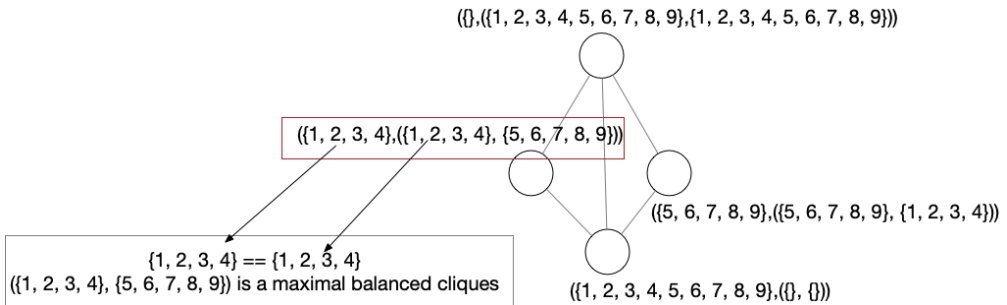 ({},({1, 2, 3, 4, 5, 6, 7, 8, 9},{1, 2, 3, 4, 5, 6, 7, 8, 9}))
({1, 2, 3, 4},({1, 2, 3, 4}, {5, 6, 7, 8, 9}))
({5, 6, 7, 8, 9},({5, 6, 7, 8, 9}, {1, 2, 3, 4}))
{1, 2, 3, 4} == {1, 2, 3, 4}
({1, 2, 3, 4}, {5, 6, 7, 8, 9}) is a maximal balanced cliques
({1, 2, 3, 4, 5, 6, 7, 8, 9},({}, {}))